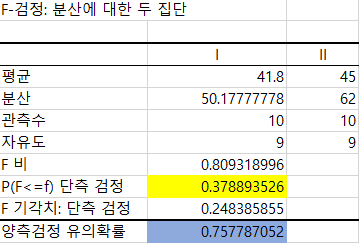 F-검정: 분산에 대한 두 집단
I II
평균 41.8 45
분산 50.17777778 62
관측수 10 10
자유도 9 9
F 비 0.809318996
P(F<=f) 단측 검정 0.378893526
F 기각치: 단측 검정 0.248385855
양측검정 유의확률 0.757787052